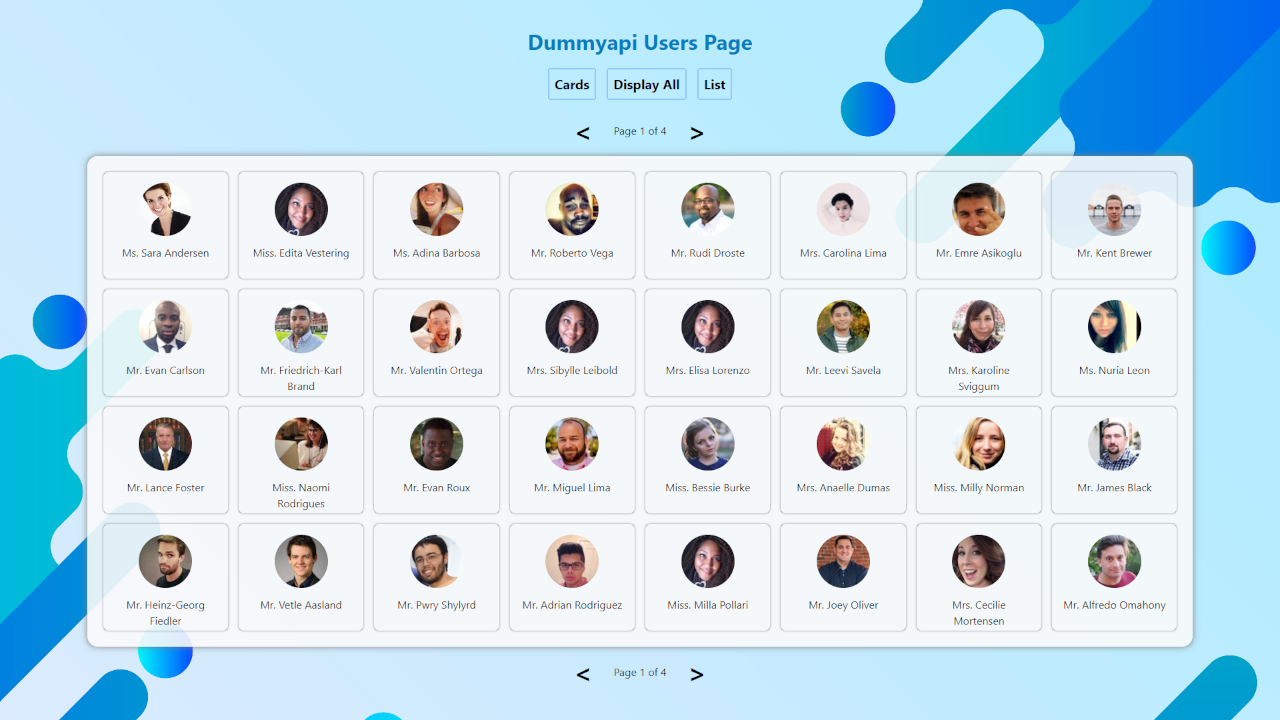 Dummyapi Users Page
Cards Display All List
< Page 1 of 4 >
Ms. Sara Andersen
Miss. Edita Vestering
Ms. Adina Barbosa
Mr. Roberto Vega
Mr. Rudi Droste
Mrs. Carolina Lima
Mr. Emre Asikoglu
Mr. Kent Brewer
Mr. Evan Carlson
Mr. Friedrich-Karl
Brand
Mr. Valentin Ortega
Mrs. Sibylle Leibold
Mrs. Elisa Lorenzo
Mr. Leevi Savela
Mrs. Karoline
Sviggum
Ms. Nuria Leon
Mr. Lance Foster
Miss. Naomi
Rodrigues
Mr. Evan Roux
Mr. Miguel Lima
Miss. Bessie Burke
Mrs. Anaelle Dumas
Miss. Milly Norman
Mr. James Black
Mr. Heinz-Georg
Fiedler
Mr. Vetle Aasland
Mr. Pwry Shylyrd
Mr. Adrian Rodriguez
Miss. Milla Pollari
Mr. Joey Oliver
Mrs. Cecilie
Mortensen
Mr. Alfredo Omahony
< Page 1 of 4 >